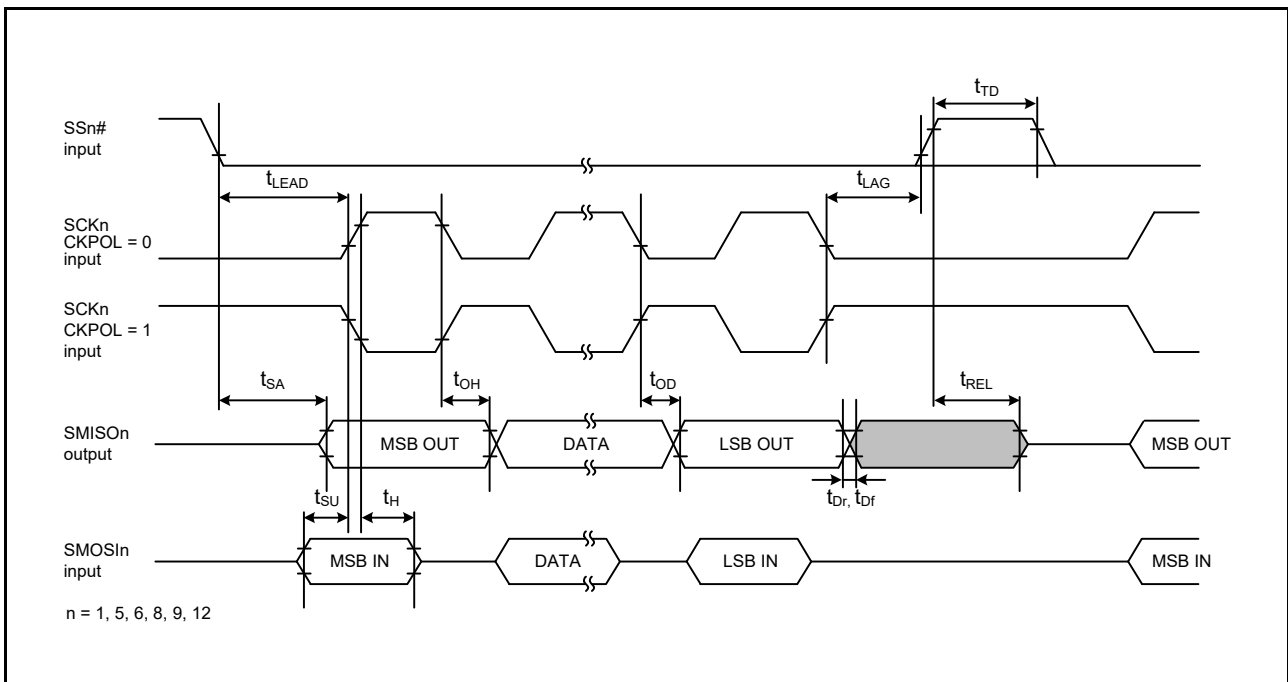 tTD
SSn#
input
tLEAD
tLAG
SCKn
CKPOL = 0
input
SCKn
CKPOL = 1
input
tSA
tOH
tOD
tREL
SMISOn
output
MSB OUT
DATA
LSB OUT
MSB OUT
tSU
tH
tDr, tDf
SMOSIn
input
MSB IN
DATA
LSB IN
MSB IN
n = 1, 5, 6, 8, 9, 12